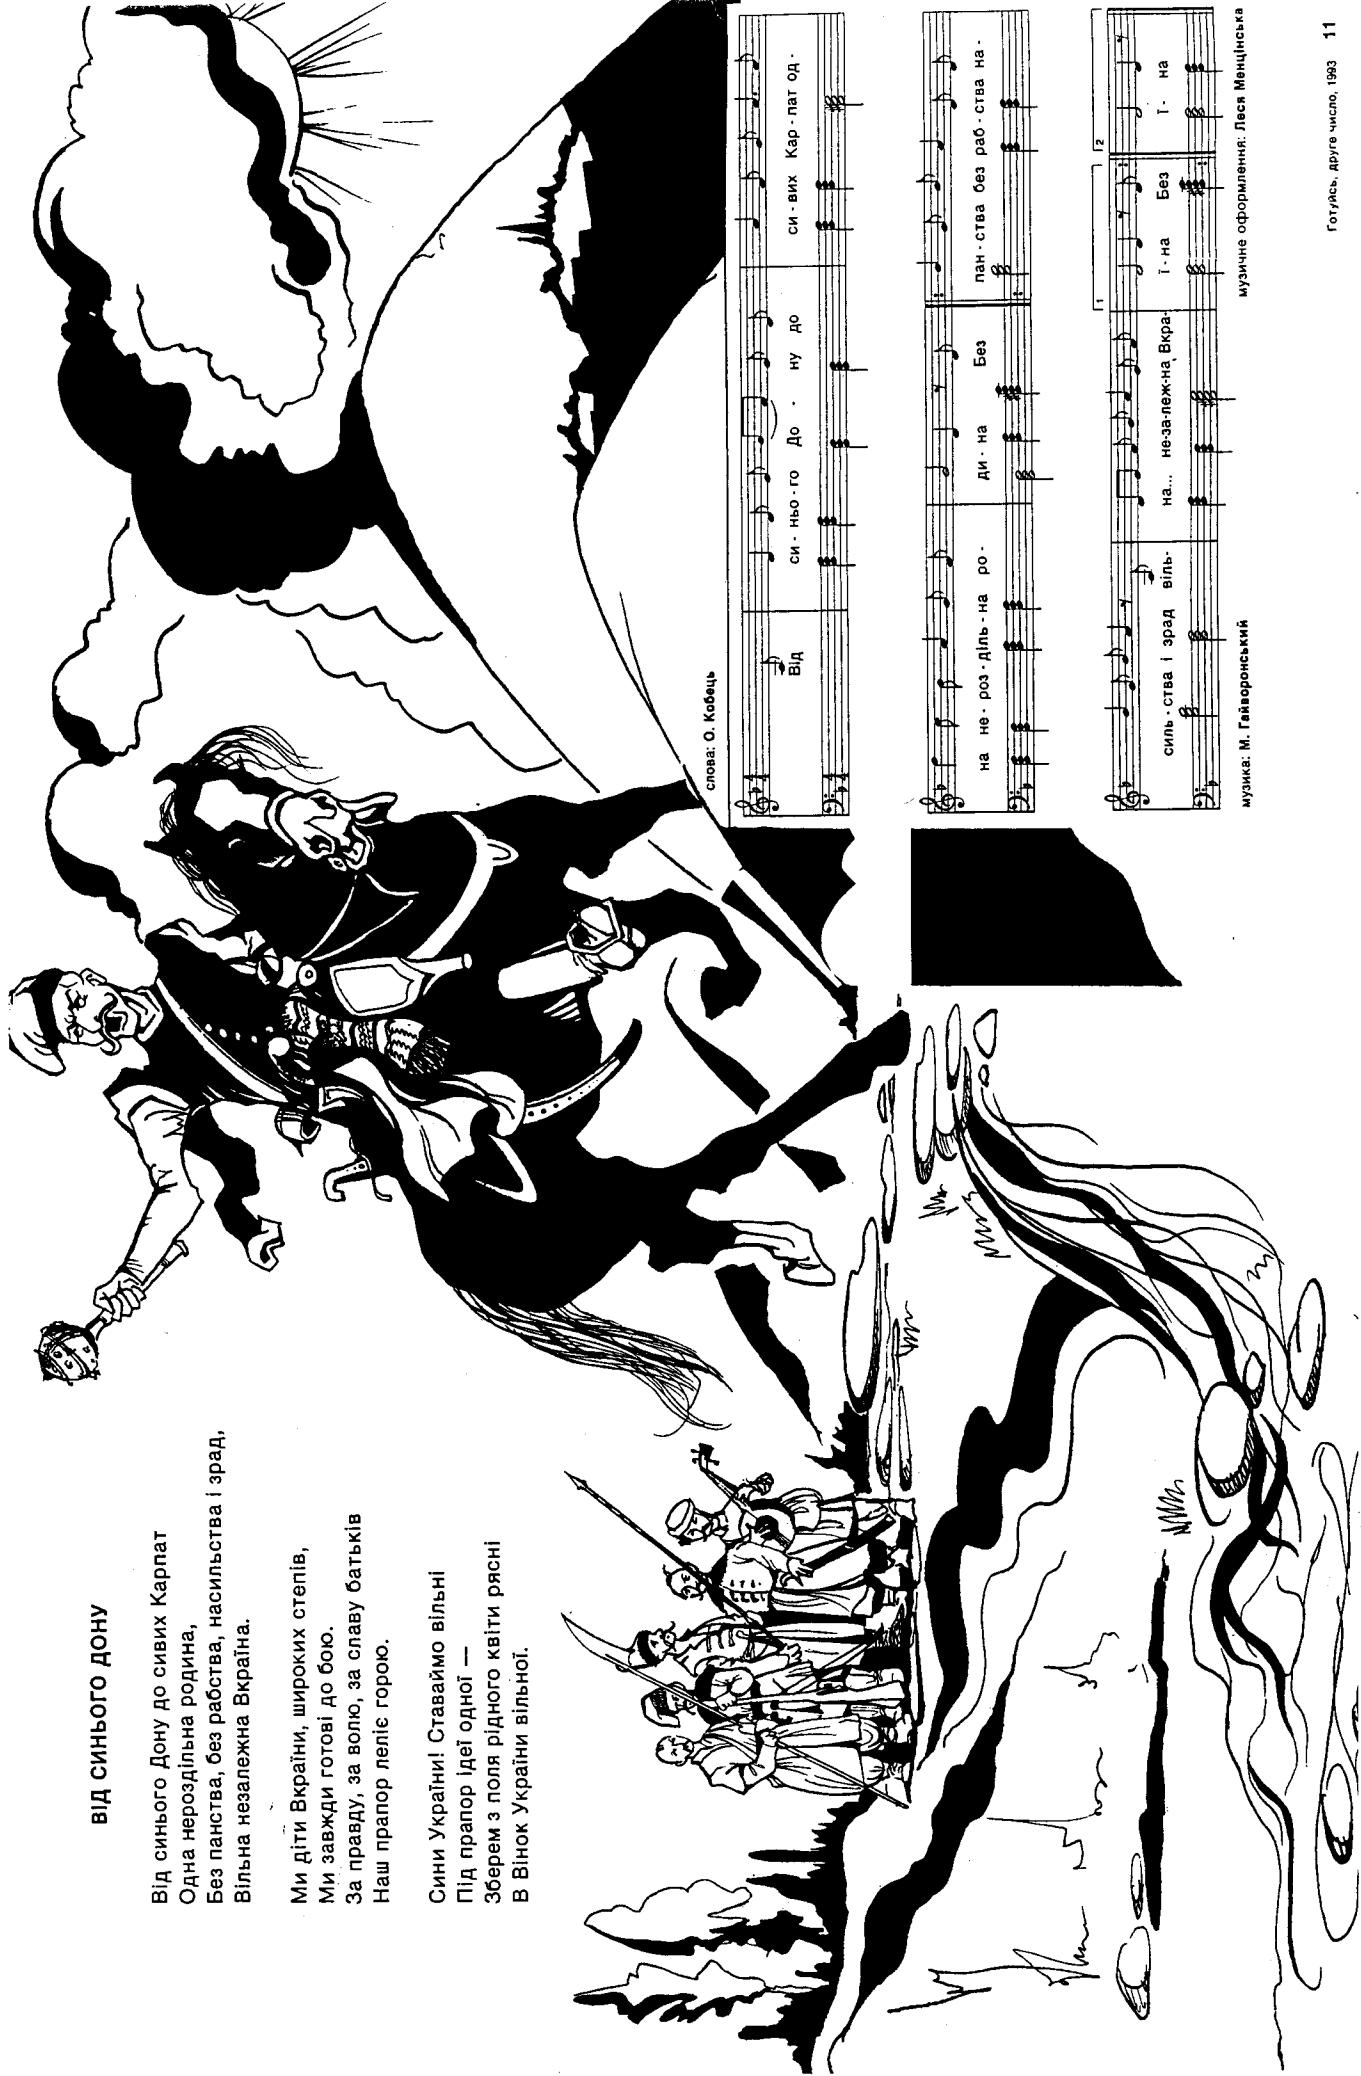 ВІД СИНЬОГО ДОНУ
Від синього Дону до сивих Карпат
Одна нероздільна родина,
Без панства, без рабства, насильства і зрад,
Вільна незалежна Вкраїна.
Ми діти Вкраїни, широких степів,
Ми завжди готові до бою.
За правду, за волю, за славу батьків
Наш прапор леліє горою.
Сини України! Ставаймо вільні
Під прапор ідеї одної —
Зберем з поля рідного квіти рясні
В Вінок України вільної.
слова: О. Кобець
Від си - ньо - го До - ну до си - вих Кар - пат од -
на не - роз - діль - на ро - ди - на Без пан - ства без раб - ства на -
1 2
силь - ства і зрад віль - на... не-за-леж-на, Вкра- ї - на Без ї - на
музика: М. Гайворонський музичне оформлення: Леся Менцінська
Готуйсь, друге число, 1993 11